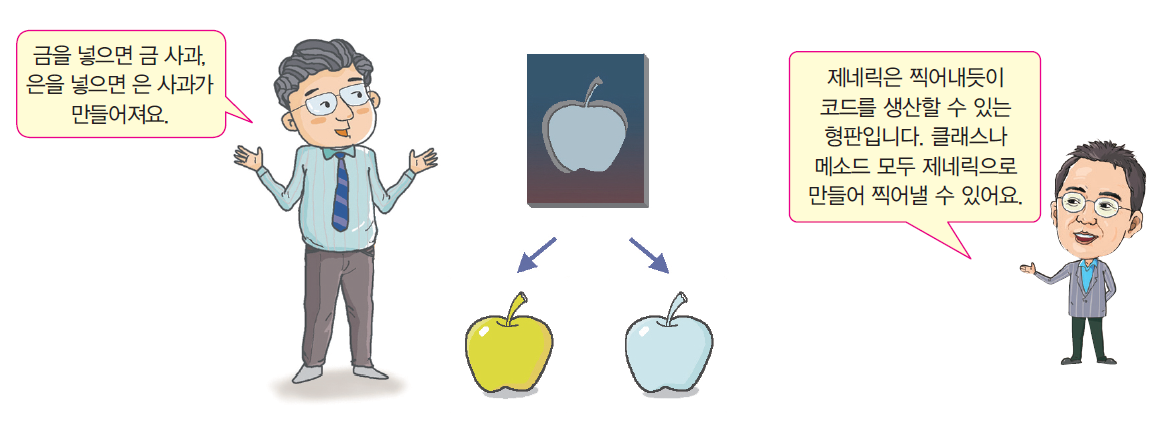 금을 넣으면 금 사과,
은을 넣으면 은 사과가
만들어져요.
제네릭은 찍어내듯이
코드를 생산할 수 있는
형판입니다. 클래스나
메소드 모두 제네릭으로
만들어 찍어낼 수 있어요.